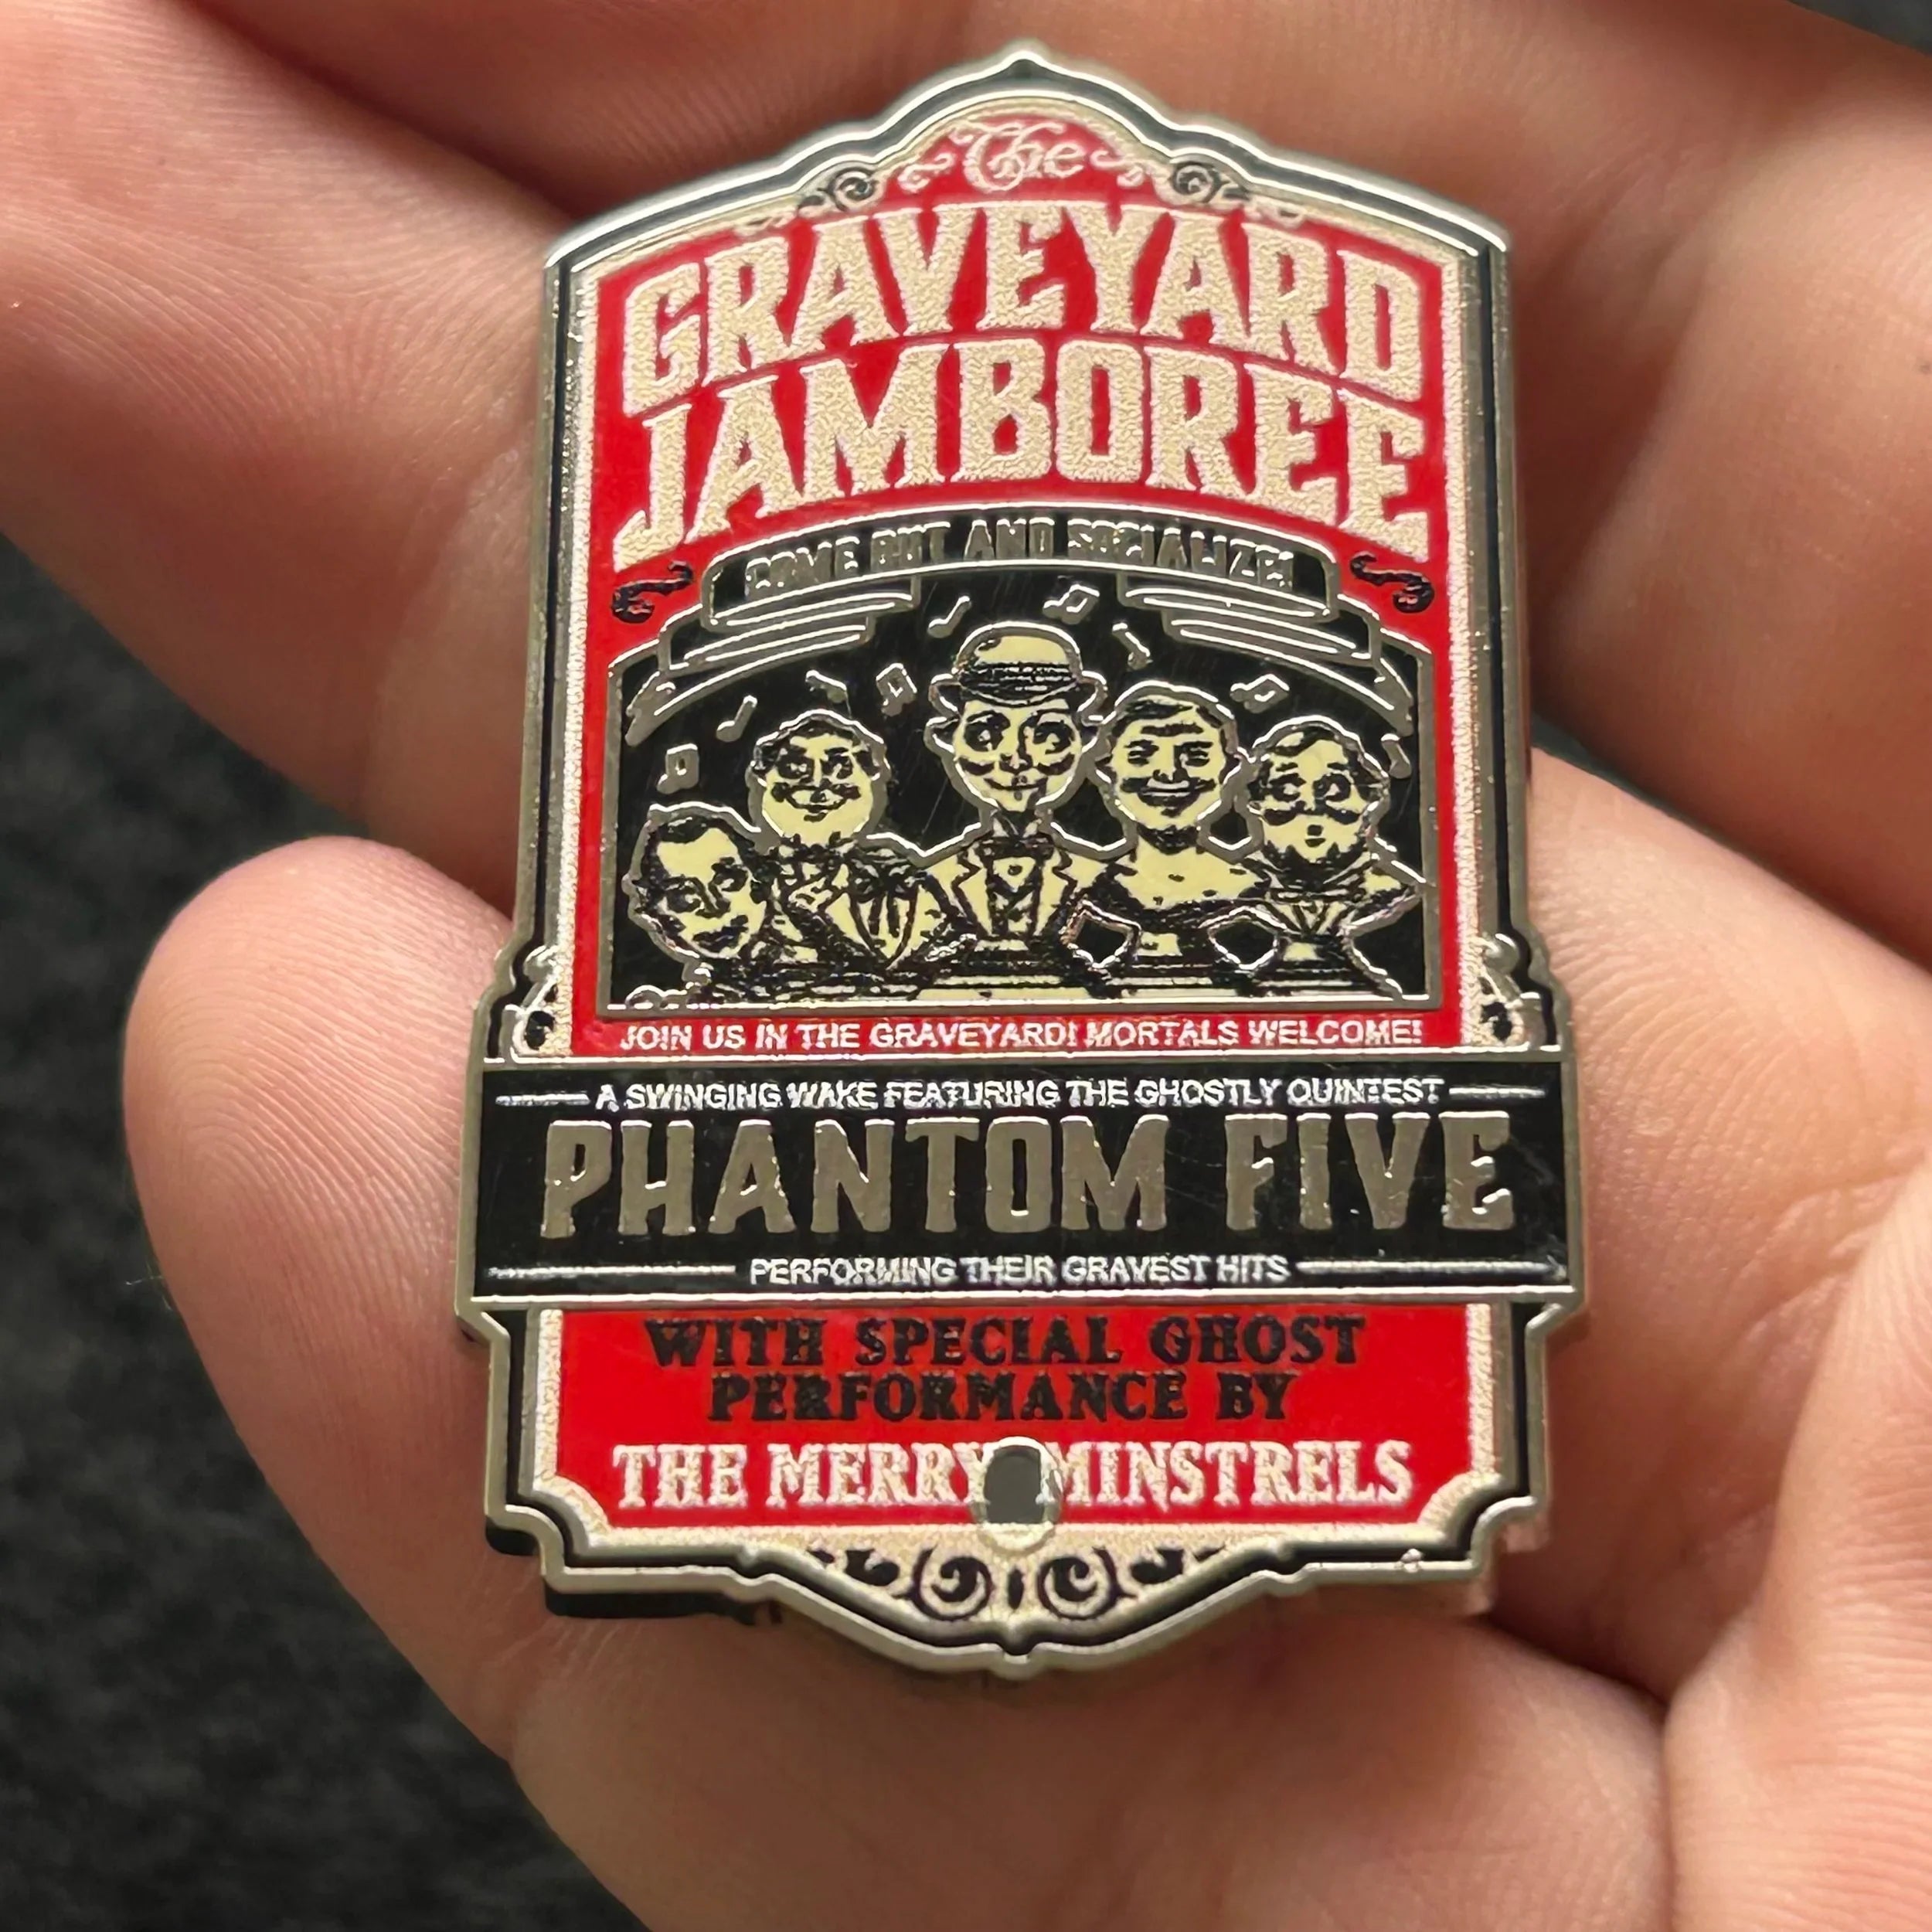 The
GRAVEYARD
JAMBOREE
COME OUT AND SOCIALIZE!
JOIN US IN THE GRAVEYARD! MORTALS WELCOME!
A SWINGING WAKE FEATURING THE GHOSTLY QUINTEST
PHANTOM FIVE
PERFORMING THEIR GRAVEST HITS
WITH SPECIAL GHOST
PERFORMANCE BY
THE MERRY MINSTRELS